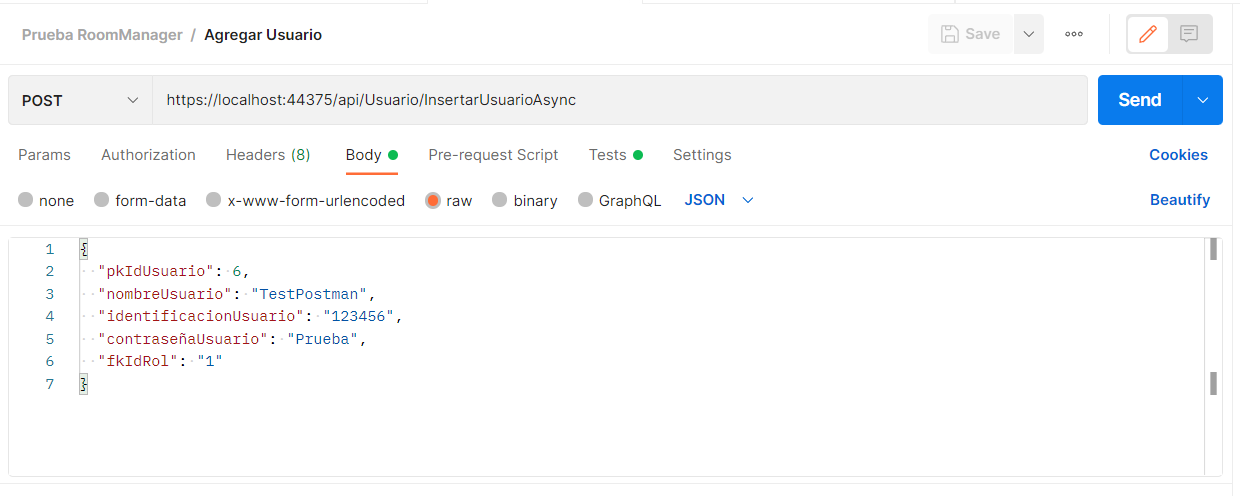 Prueba RoomManager / Agregar Usuario
Save
POST
https://localhost:44375/api/Usuario/InsertarUsuarioAsync
Send
Params Authorization Headers (8) Body Pre-request Script Tests Settings Cookies
none form-data x-www-form-urlencoded raw binary GraphQL JSON Beautify
1 {
2 "pkIdUsuario": 6,
3 "nombreUsuario": "TestPostman",
4 "identificacionUsuario": "123456",
5 "contraseñaUsuario": "Prueba",
6 "fkIdRol": "1"
7 }